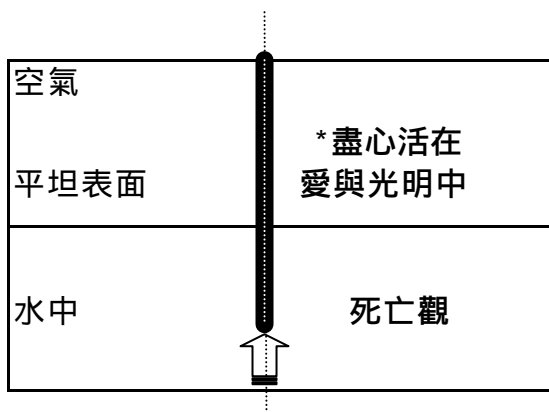 空氣
*盡心活在
平坦表面
愛與光明中
水中
死亡觀